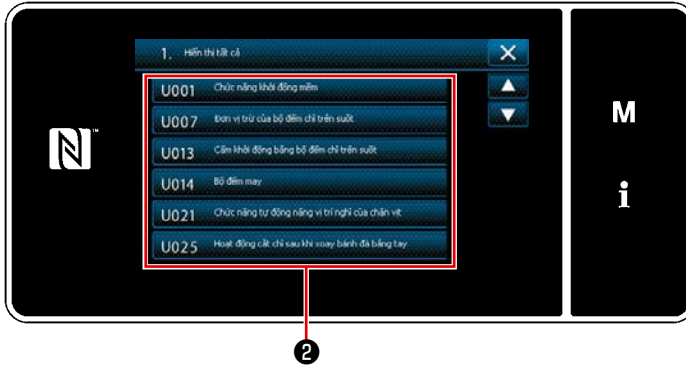 1. Hiển thị tất cả
U001 Chức năng khởi động mềm
U007 Đơn vị trừ của bộ đếm chỉ trên suốt
U013 Cấm khởi động bằng bộ đếm chỉ trên suốt
U014 Bộ đếm may
U021 Chức năng tự động nâng vị trí nghỉ của chân vịt
U025 Hoạt động cắt chỉ sau khi xoay bánh đà bằng tay
M
i
❷